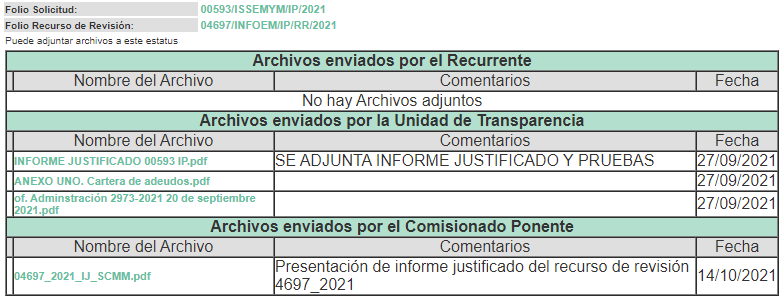 Folio Solicitud: 00593/ISSEMYM/IP/2021
Folio Recurso de Revisión: 04697/INFOEM/IP/RR/2021
Puede adjuntar archivos a este estatus
Archivos enviados por el Recurrente
Nombre del Archivo Comentarios Fecha
No hay Archivos adjuntos
Archivos enviados por la Unidad de Transparencia
Nombre del Archivo Comentarios Fecha
INFORME JUSTIFICADO 00593 IP.pdf SE ADJUNTA INFORME JUSTIFICADO Y PRUEBAS 27/09/2021
ANEXO UNO. Cartera de adeudos.pdf 27/09/2021
of. Adminstración 2973-2021 20 de septiembre
2021.pdf 27/09/2021
Archivos enviados por el Comisionado Ponente
Nombre del Archivo Comentarios Fecha
04697_2021_IJ_SCMM.pdf Presentación de informe justificado del recurso de revisión
4697_2021 14/10/2021